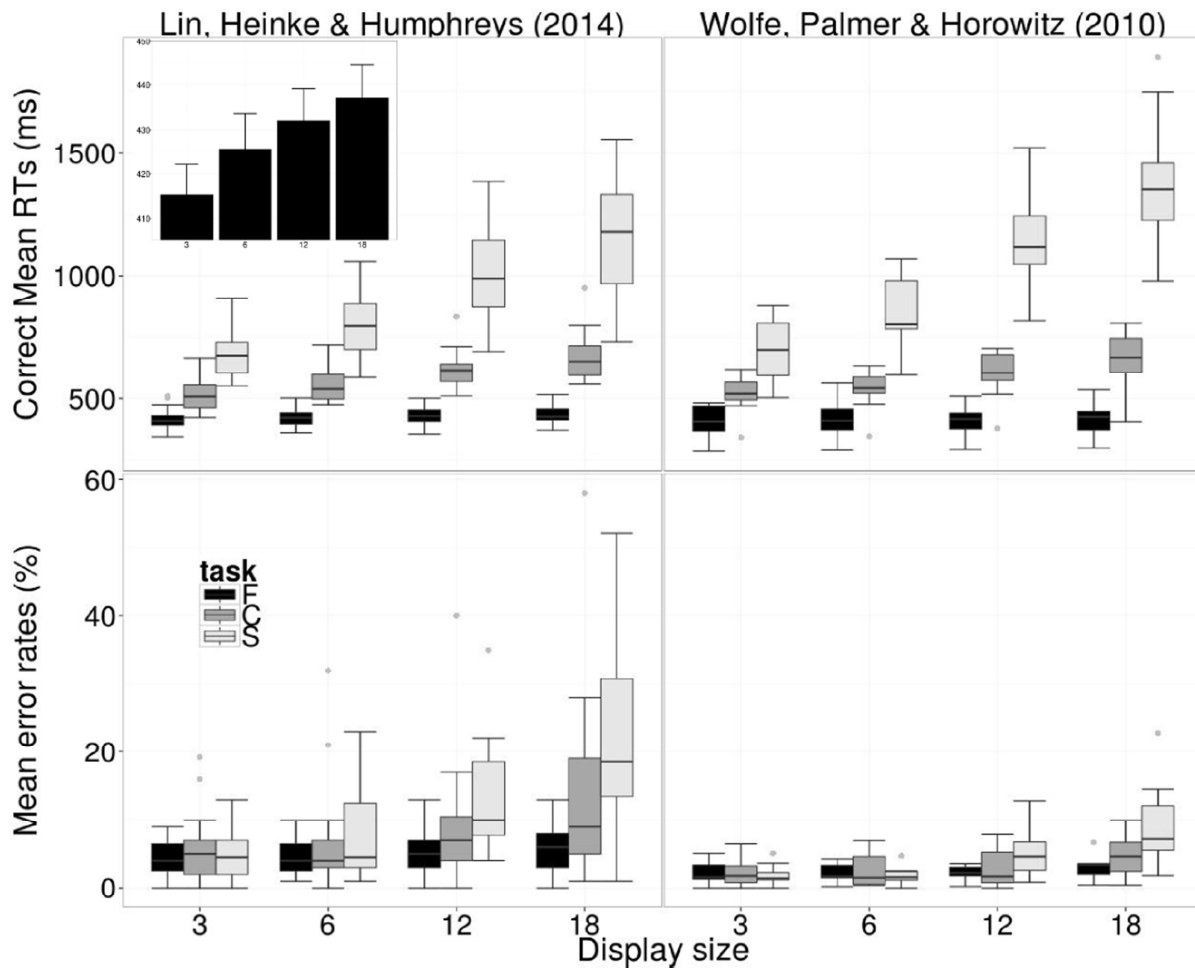 Lin, Heinke & Humphreys (2014)
Wolfe, Palmer & Horowitz (2010)
Correct Mean RTs (ms)
1500
1000
500
450
440
430
420
410
3 6 12 18
Mean error rates (%)
60
40
20
0
task
F
C
S
3 6 12 18
3 6 12 18
Display size